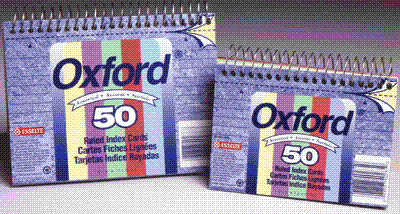 Oxford
50
ESSELTE
Ruled Index Cards
Cartes Fiches Lignées
Tarjetas Indice Rayadas
Oxford
50
ESSELTE
Ruled Index Cards
Cartes Fiches Lignées
Tarjetas Indice Rayadas